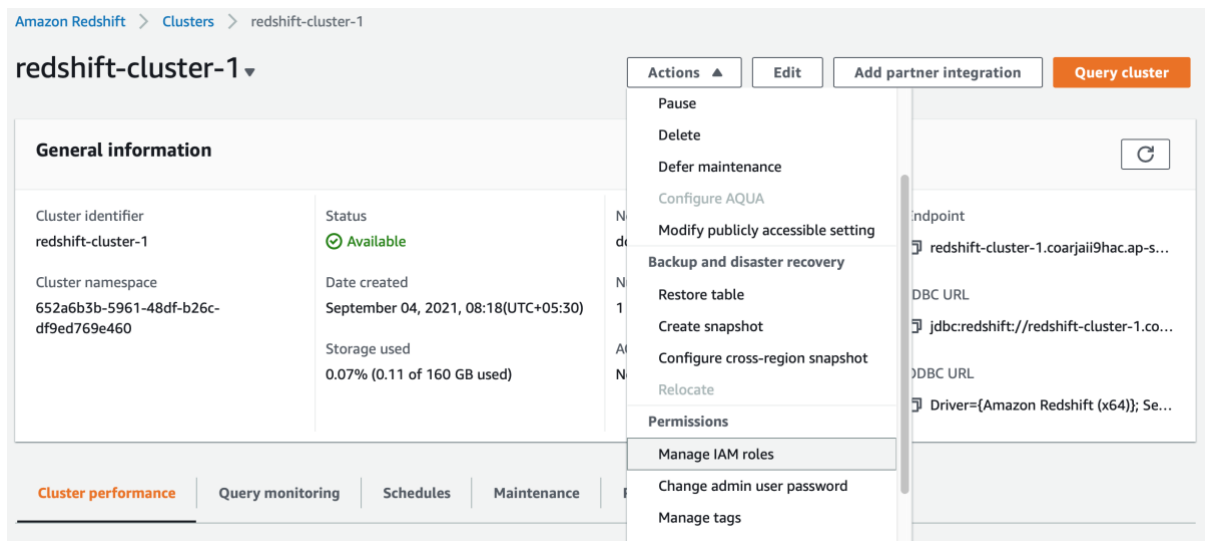 Amazon Redshift > Clusters > redshift-cluster-1
redshift-cluster-1
Actions Edit Add partner integration Query cluster
Pause
Delete
Defer maintenance
Configure AQUA
Modify publicly accessible setting
Backup and disaster recovery
Restore table
Create snapshot
Configure cross-region snapshot
Relocate
Permissions
Manage IAM roles
Change admin user password
Manage tags
General information
Cluster identifier
redshift-cluster-1
Cluster namespace
652a6b3b-5961-48df-b26c-
df9ed769e460
Status
Available
Date created
September 04, 2021, 08:18(UTC+05:30)
Storage used
0.07% (0.11 of 160 GB used)
1
Endpoint
redshift-cluster-1.coarjaii9hac.ap-s...
JDBC URL
jdbc:redshift://redshift-cluster-1.co...
ODBC URL
Driver={Amazon Redshift (x64)}; Se...
Cluster performance Query monitoring Schedules Maintenance